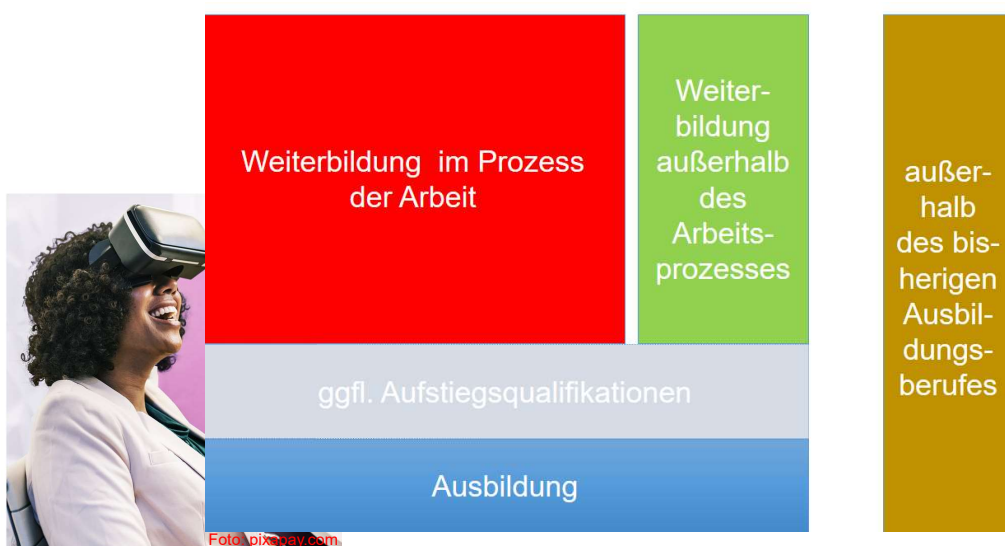 Weiterbildung im Prozess
der Arbeit
Weiter-
bildung
außerhalb
des
Arbeits-
prozesses
außer-
halb
des bis-
herigen
Ausbil-
dungs-
berufes
ggfl. Aufstiegsqualifikationen
Ausbildung
Foto: pixabay.com